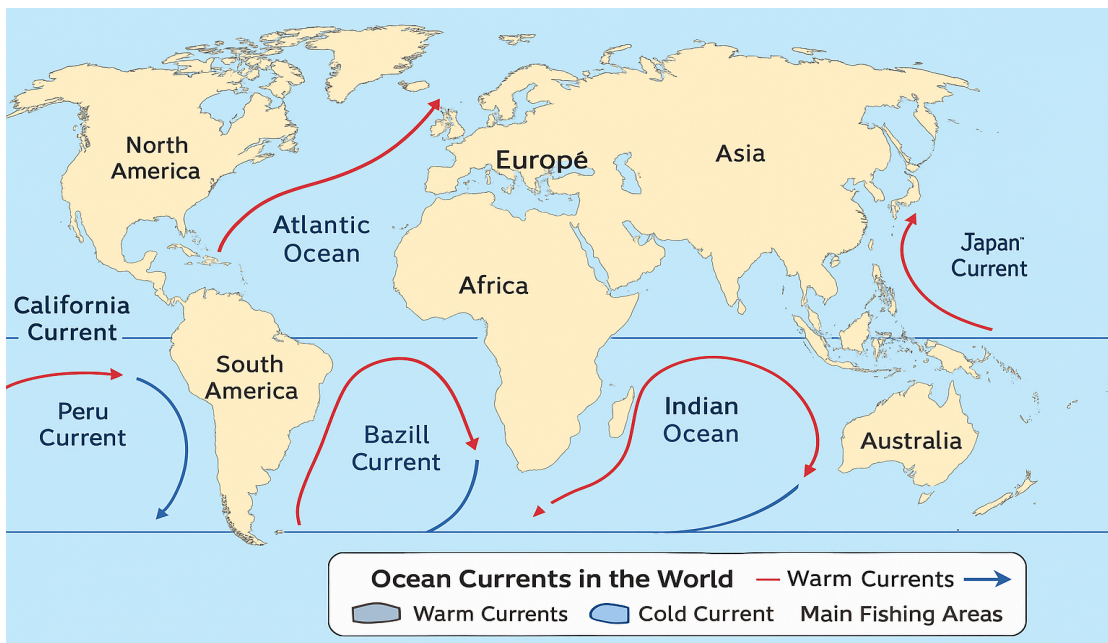 North
America
Europé
Asia
Atlantic
Ocean
Japan-
Current
Africa
California
Current
South
America
Peru
Current
Bazill
Current
Indian
Ocean
Australia
Ocean Currents in the World
Warm Currents
Warm Currents
Cold Current
Main Fishing Areas